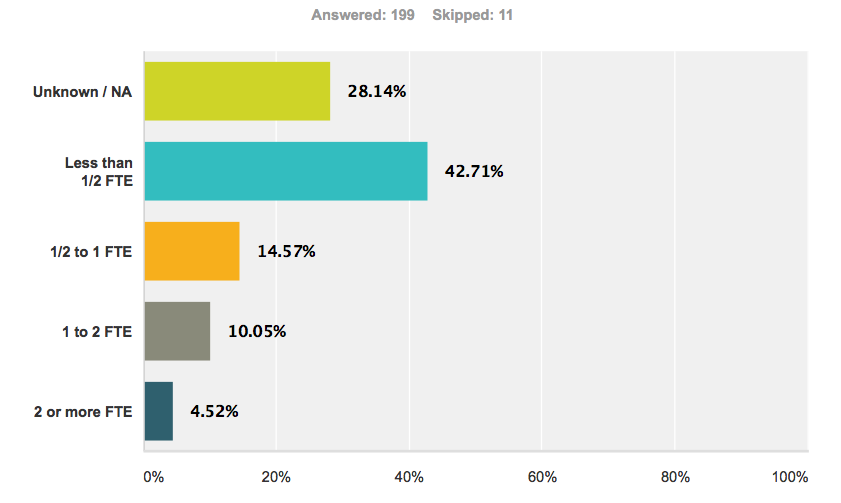 Answered: 199 Skipped: 11
Unknown / NA
28.14%
Less than
1/2 FTE
42.71%
1/2 to 1 FTE
14.57%
1 to 2 FTE
10.05%
2 or more FTE
4.52%
0% 20% 40% 60% 80% 100%